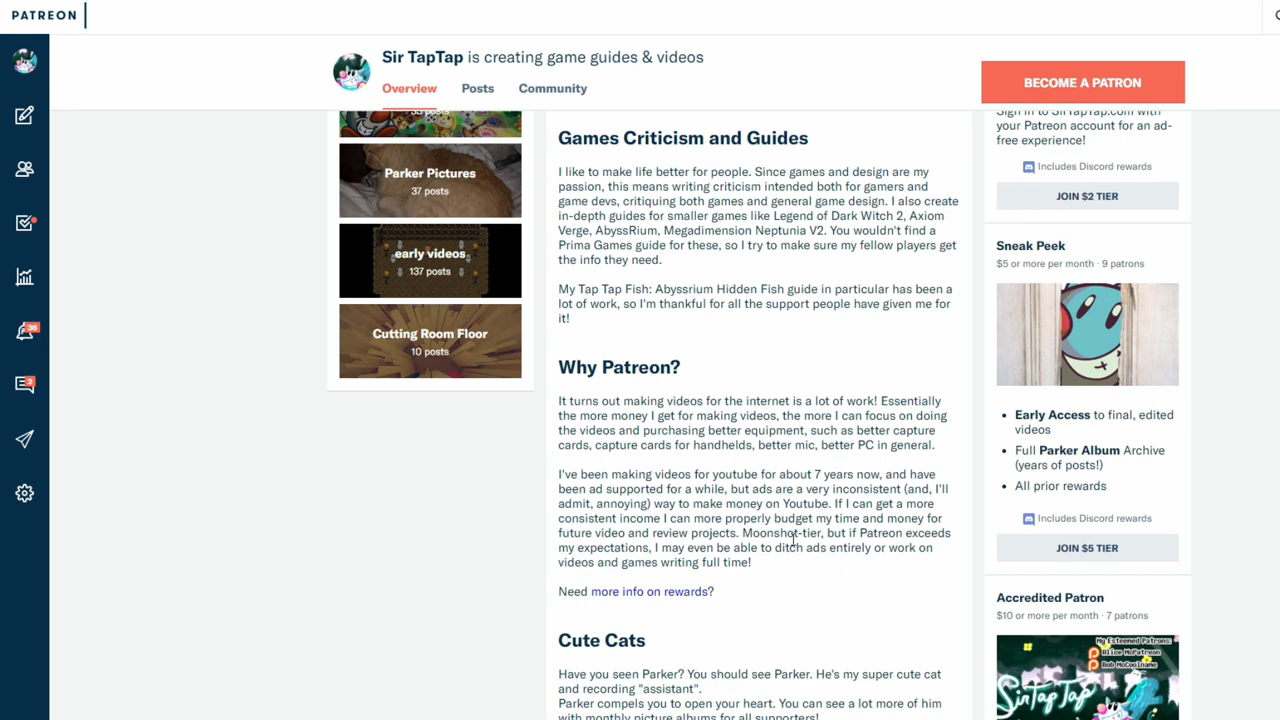 PATREON
Sir TapTap is creating game guides & videos
Overview Posts Community
BECOME A PATRON
Parker Pictures
37 posts
early videos
137 posts
Cutting Room Floor
10 posts
36
2
Games Criticism and Guides
I like to make life better for people. Since games and design are my
passion, this means writing criticism intended both for gamers and
game devs, critiquing both games and general game design. I also create
in-depth guides for smaller games like Legend of Dark Witch 2, Axiom
Verge, AbyssRium, Megadimension Neptunia V2. You wouldn't find a
Prima Games guide for these, so I try to make sure my fellow players get
the info they need.
My Tap Tap Fish: Abyssrium Hidden Fish guide in particular has been a
lot of work, so I'm thankful for all the support people have given me for
it!
Why Patreon?
It turns out making videos for the internet is a lot of work! Essentially
the more money I get for making videos, the more I can focus on doing
the videos and purchasing better equipment, such as better capture
cards, capture cards for handhelds, better mic, better PC in general.
I've been making videos for youtube for about 7 years now, and have
been ad supported for a while, but ads are a very inconsistent (and, I'll
admit, annoying) way to make money on Youtube. If I can get a more
consistent income I can more properly budget my time and money for
future video and review projects. Moonshot-tier, but if Patreon exceeds
my expectations, I may even be able to ditch ads entirely or work on
videos and games writing full time!
Need more info on rewards?
Cute Cats
Have you seen Parker? You should see Parker. He's my super cute cat
and recording "assistant".
Parker compels you to open your heart. You can see a lot more of him
with monthly picture albums for all supporters!
Sign in to SirTapTap.com with
your Patreon account for an ad-
free experience!
Includes Discord rewards
JOIN $2 TIER
Sneak Peek
$5 or more per month · 9 patrons
• Early Access to final, edited
videos
• Full Parker Album Archive
(years of posts!)
• All prior rewards
Includes Discord rewards
JOIN $5 TIER
Accredited Patron
$10 or more per month · 7 patrons
My Esteemed Patrons:
Alice McPatreon
Bob McCoolname
SirTapTap